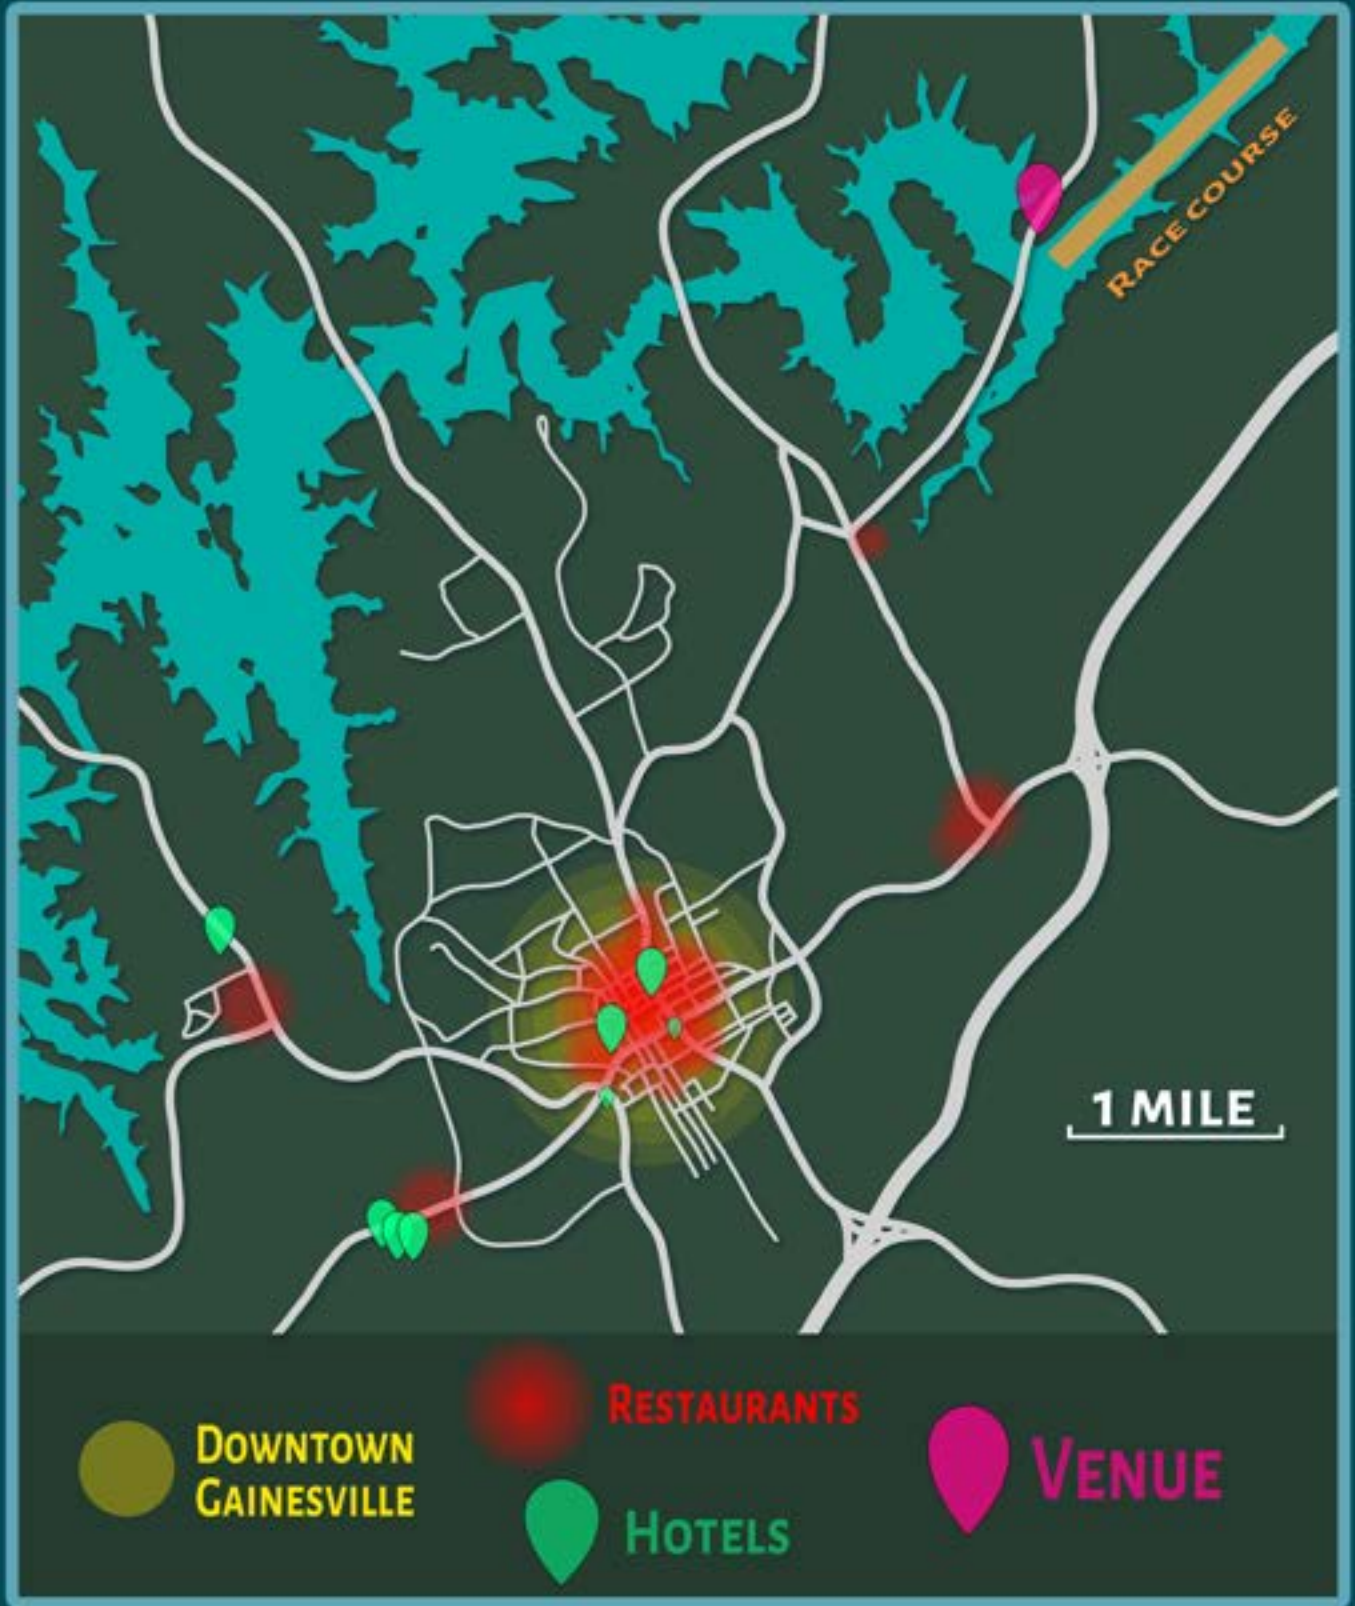 RACE COURSE
1 MILE
RESTAURANTS
DOWNTOWN
GAINESVILLE
VENUE
HOTELS